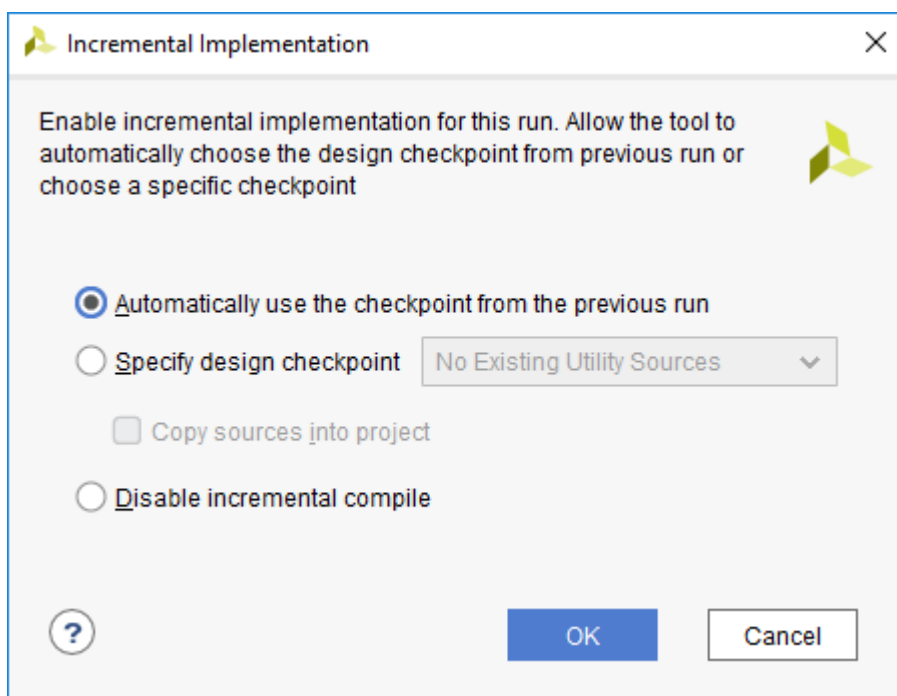 Incremental Implementation
Enable incremental implementation for this run. Allow the tool to
automatically choose the design checkpoint from previous run or
choose a specific checkpoint
Automatically use the checkpoint from the previous run
Specify design checkpoint No Existing Utility Sources
Copy sources into project
Disable incremental compile
? OK Cancel